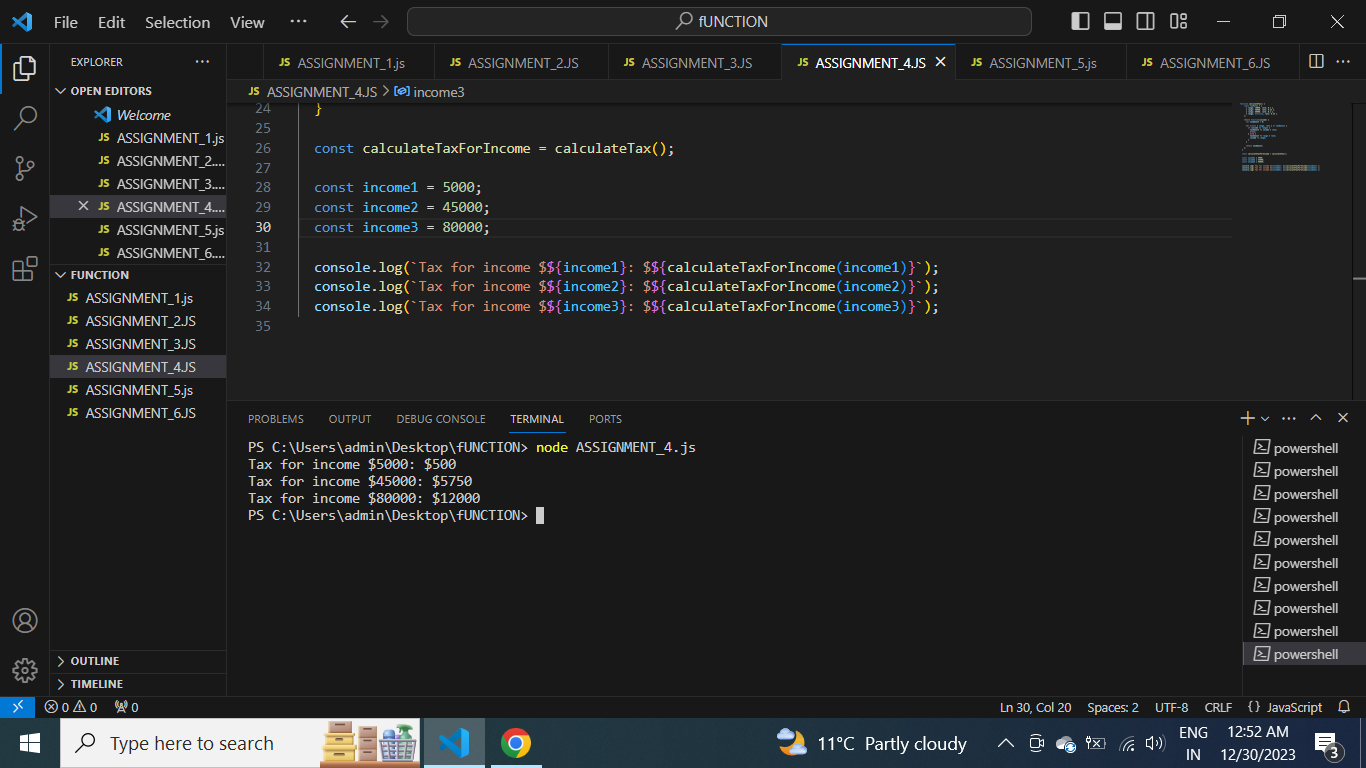 File Edit Selection View ··· fUNCTION
EXPLORER ···
OPEN EDITORS
Welcome
ASSIGNMENT_1.js
ASSIGNMENT_2....
ASSIGNMENT_3....
ASSIGNMENT_4....
ASSIGNMENT_5.js
ASSIGNMENT_6....
FUNCTION
JS ASSIGNMENT_1.js
JS ASSIGNMENT_2.JS
JS ASSIGNMENT_3.JS
JS ASSIGNMENT_4.JS
JS ASSIGNMENT_5.js
JS ASSIGNMENT_6.JS
OUTLINE
TIMELINE
JS ASSIGNMENT_1.js JS ASSIGNMENT_2.JS JS ASSIGNMENT_3.JS JS ASSIGNMENT_4.JS JS ASSIGNMENT_5.js JS ASSIGNMENT_6.JS
JS ASSIGNMENT_4.JS > income3
24 }
25
26 const calculateTaxForIncome = calculateTax();
27
28 const income1 = 5000;
29 const income2 = 45000;
30 const income3 = 80000;
31
32 console.log(`Tax for income $${income1}: $${calculateTaxForIncome(income1)}`);
33 console.log(`Tax for income $${income2}: $${calculateTaxForIncome(income2)}`);
34 console.log(`Tax for income $${income3}: $${calculateTaxForIncome(income3)}`);
35
PROBLEMS OUTPUT DEBUG CONSOLE TERMINAL PORTS
PS C:\Users\admin\Desktop\fUNCTION> node ASSIGNMENT_4.js
Tax for income $5000: $500
Tax for income $45000: $5750
Tax for income $80000: $12000
PS C:\Users\admin\Desktop\fUNCTION>
powershell
powershell
powershell
powershell
powershell
powershell
powershell
powershell
powershell
powershell
0 0 0 Ln 30, Col 20 Spaces: 2 UTF-8 CRLF {} JavaScript
Type here to search 11°C Partly cloudy
ENG
IN
12:52 AM
12/30/2023
3